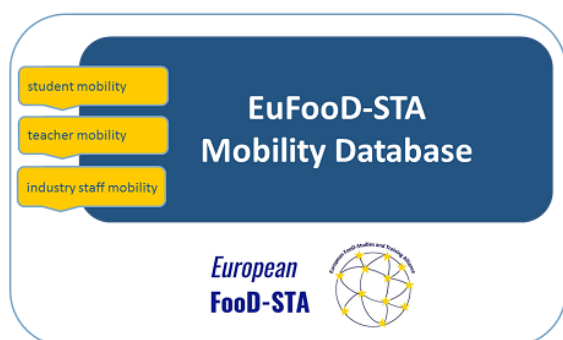 student mobility
teacher mobility
industry staff mobility
EuFooD-STA
Mobility Database
European
FooD-STA
European FooD-Studies and Training Alliance